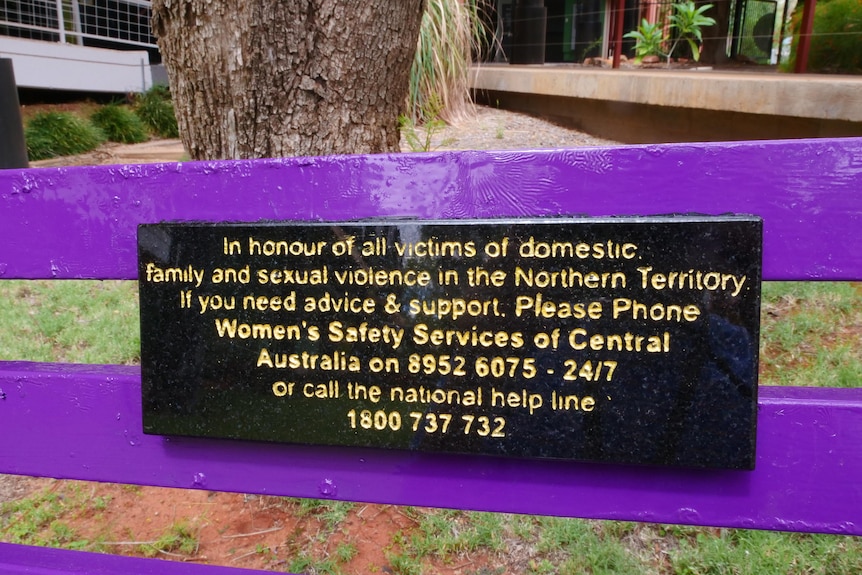 In honour of all victims of domestic,
family and sexual violence in the Northern Territory.
If you need advice & support. Please Phone
Women's Safety Services of Central
Australia on 8952 6075 - 24/7
or call the national help line
1800 737 732